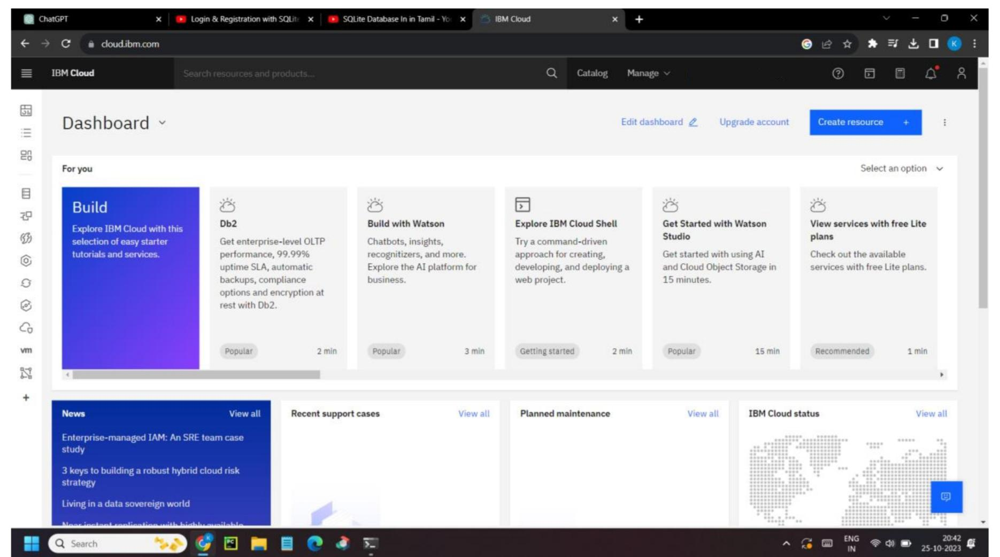 ChatGPT
Login & Registration with SQLit
SQLite Database In in Tamil - Yo
IBM Cloud
cloud.ibm.com
K
IBM Cloud
Search resources and products...
Catalog
Manage
Dashboard
Edit dashboard
Upgrade account
Create resource +
For you
Select an option
Build
Explore IBM Cloud with this
selection of easy starter
tutorials and services.
Db2
Get enterprise-level OLTP
performance, 99.99%
uptime SLA, automatic
backups, compliance
options and encryption at
rest with Db2.
Popular
2 min
Build with Watson
Chatbots, insights,
recognitizers, and more.
Explore the AI platform for
business.
Popular
3 min
Explore IBM Cloud Shell
Try a command-driven
approach for creating,
developing, and deploying a
web project.
Getting started
2 min
Get Started with Watson
Studio
Get started with using AI
and Cloud Object Storage in
15 minutes.
Popular
15 min
View services with free Lite
plans
Check out the available
services with free Lite plans.
Recommended
1 min
vm
News
View all
Enterprise-managed IAM: An SRE team case
study
3 keys to building a robust hybrid cloud risk
strategy
Living in a data sovereign world
Near instant replication with highly available
Recent support cases
View all
Planned maintenance
View all
IBM Cloud status
View all
Search
PC
ENG
IN
20:42
25-10-2023